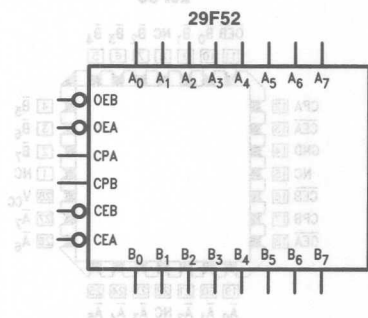 29F52
A0 A1 A2 A3 A4 A5 A6 A7
OEB
OEA
CPA
CPB
CEB
CEA
B0 B1 B2 B3 B4 B5 B6 B7